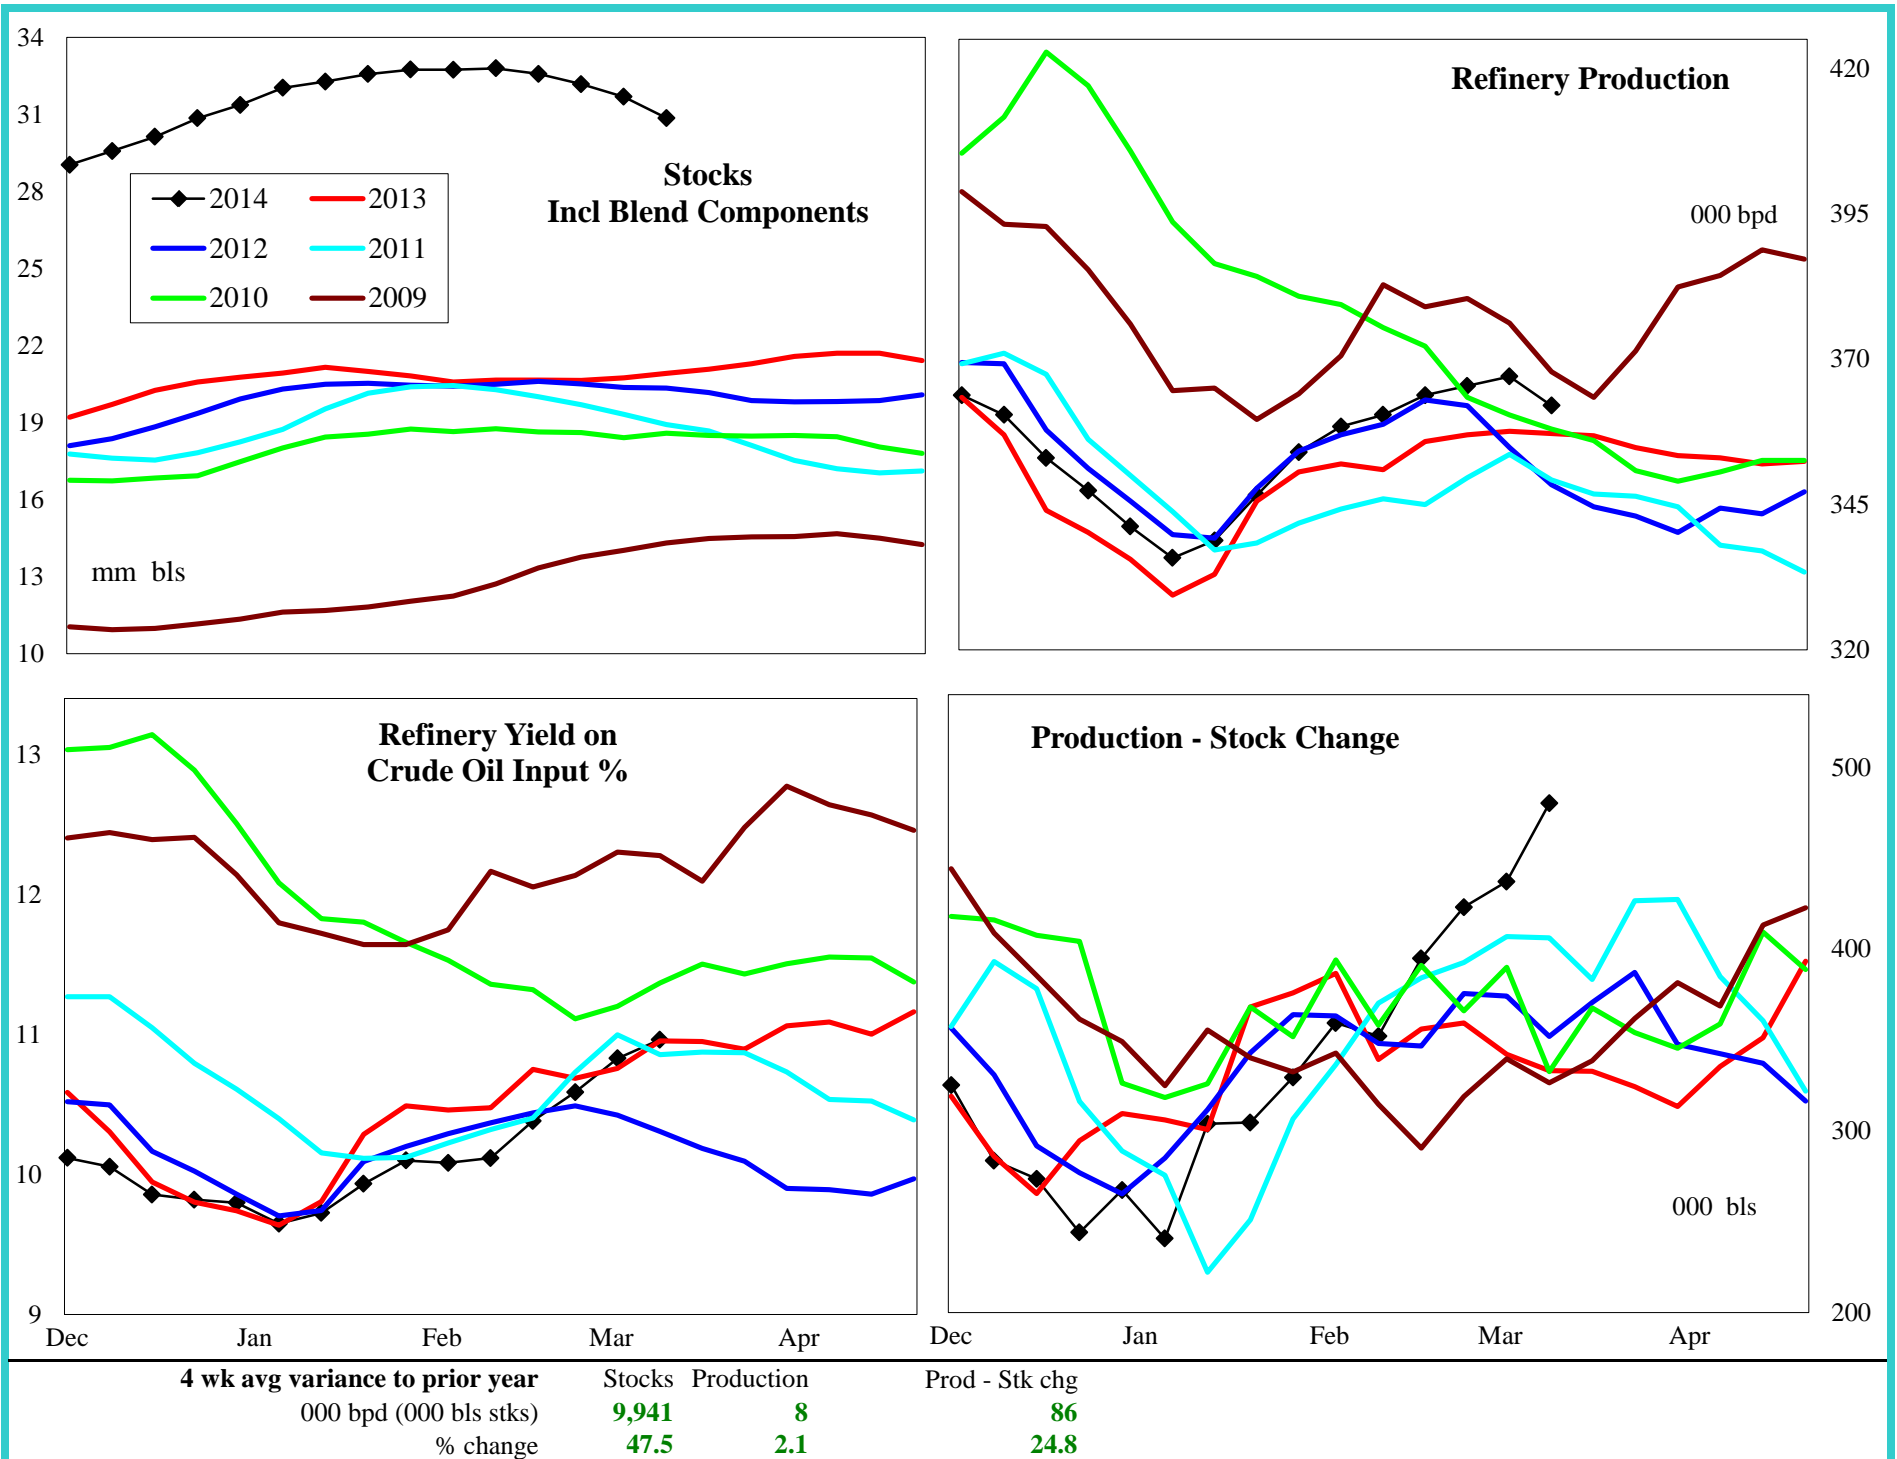 34
31
28
25
22
19
16
13
10
Stocks
Incl Blend Components
2014 2013
2012 2011
2010 2009
mm bls
Refinery Production
000 bpd
420
395
370
345
320
Refinery Yield on
Crude Oil Input %
13
12
11
10
9
Dec Jan Feb Mar Apr
Production - Stock Change
000 bls
500
400
300
200
Dec Jan Feb Mar Apr
4 wk avg variance to prior year Stocks Production Prod - Stk chg
000 bpd (000 bls stks) 9,941 8 86
% change 47.5 2.1 24.8